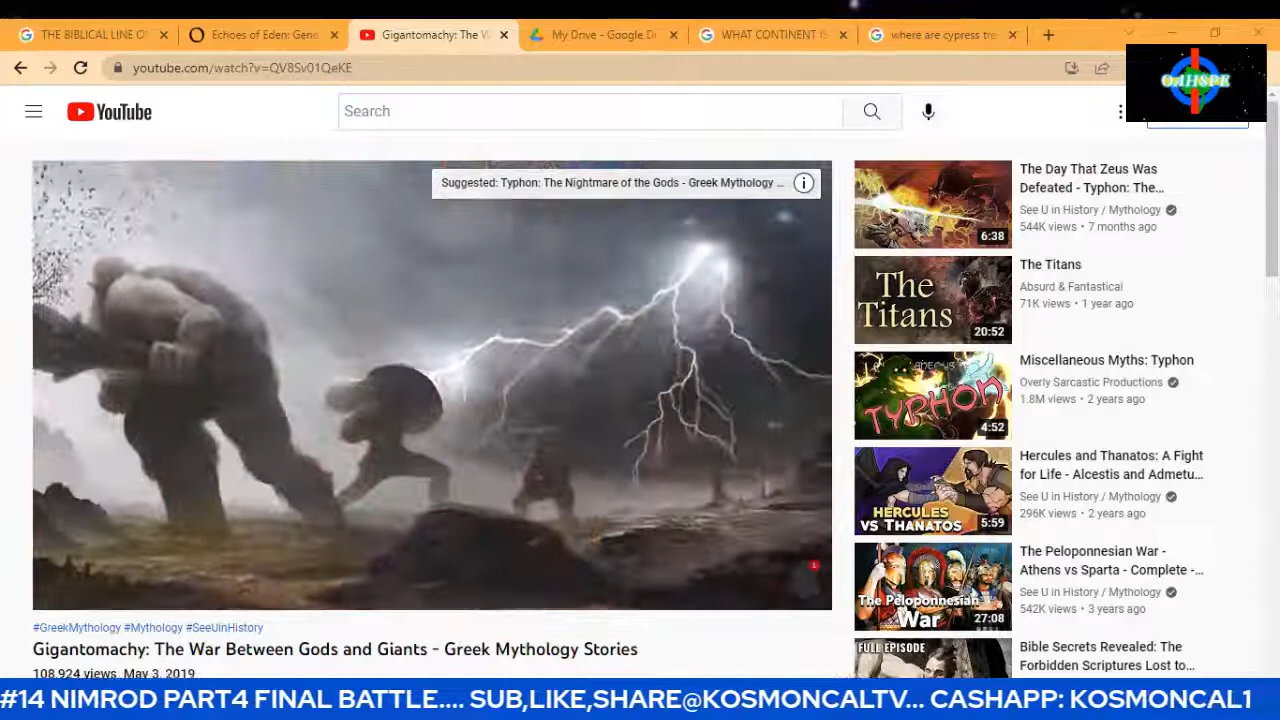 THE BIBLICAL LINE O
Echoes of Eden: Gene
Gigantomachy: The W
My Drive - Google D
WHAT CONTINENT IS
where are cypress tre
youtube.com/watch?v=QV8Sv01QeKE
OAHSPE
YouTube
Search
Suggested: Typhon: The Nightmare of the Gods - Greek Mythology ...
The Day That Zeus Was
Defeated - Typhon: The...
See U in History / Mythology
544K views • 7 months ago
6:38
The Titans
The Titans
Absurd & Fantastical
71K views • 1 year ago
20:52
Miscellaneous Myths: Typhon
Overly Sarcastic Productions
1.8M views • 2 years ago
TYPHON
4:52
Hercules and Thanatos: A Fight
for Life - Alcestis and Admetu...
See U in History / Mythology
296K views • 2 years ago
HERCULES
VS THANATOS
5:59
The Peloponnesian War -
Athens vs Sparta - Complete -...
See U in History / Mythology
542K views • 3 years ago
The Peloponnesian
War
27:08
Bible Secrets Revealed: The
Forbidden Scriptures Lost to...
FULL EPISODE
1
#GreekMythology #Mythology #SeeUinHistory
Gigantomachy: The War Between Gods and Giants - Greek Mythology Stories
108,924 views May 3, 2019
#14 NIMROD PART4 FINAL BATTLE.... SUB,LIKE,SHARE@KOSMONCALTV... CASHAPP: KOSMONCAL1